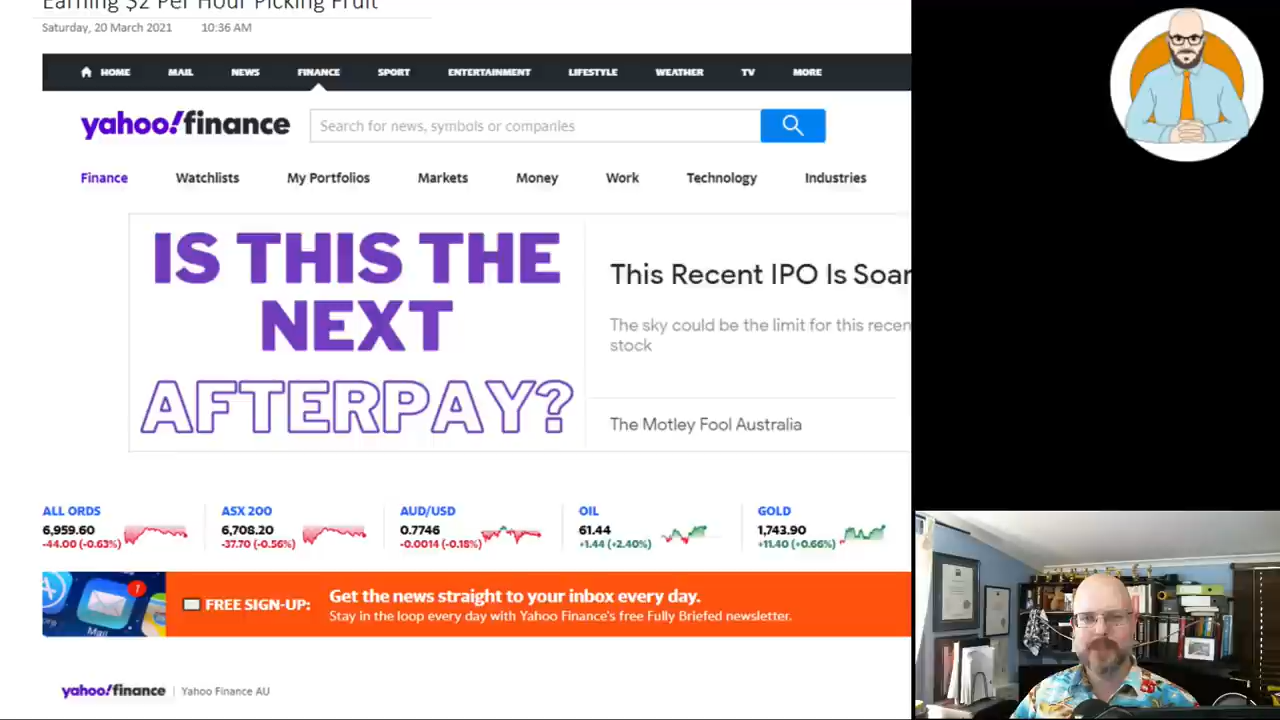 Earning $2 Per Hour Picking Fruit
Saturday, 20 March 2021 10:36 AM
HOME MAIL NEWS FINANCE SPORT ENTERTAINMENT LIFESTYLE WEATHER TV MORE
yahoo!finance
Search for news, symbols or companies
Finance Watchlists My Portfolios Markets Money Work Technology Industries
IS THIS THE
NEXT
AFTERPAY?
This Recent IPO Is Soar
The sky could be the limit for this recen
stock
The Motley Fool Australia
ALL ORDS ASX 200 AUD/USD OIL GOLD
6,959.60 6,708.20 0.7746 61.44 1,743.90
-44.00 (-0.63%) -37.70 (-0.56%) -0.0014 (-0.18%) +1.44 (+2.40%) +11.40 (+0.66%)
1
Mail
FREE SIGN-UP:
Get the news straight to your inbox every day.
Stay in the loop every day with Yahoo Finance's free Fully Briefed newsletter.
yahoo!finance Yahoo Finance AU